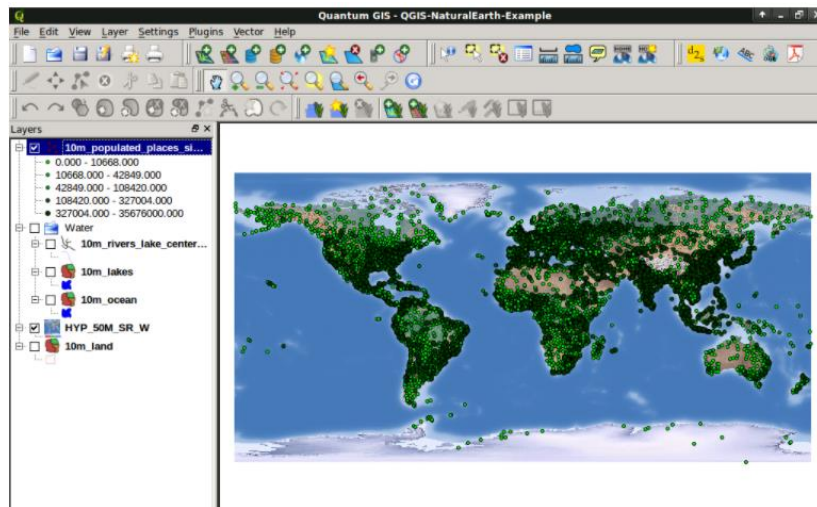 Quantum GIS - QGIS-NaturalEarth-Example
File Edit View Layer Settings Plugins Vector Help
Layers
10m_populated_places_si...
0.000 - 10668.000
10668.000 - 42849.000
42849.000 - 108420.000
108420.000 - 327004.000
327004.000 - 35676000.000
Water
10m_rivers_lake_center...
10m_lakes
10m_ocean
HYP_50M_SR_W
10m_land